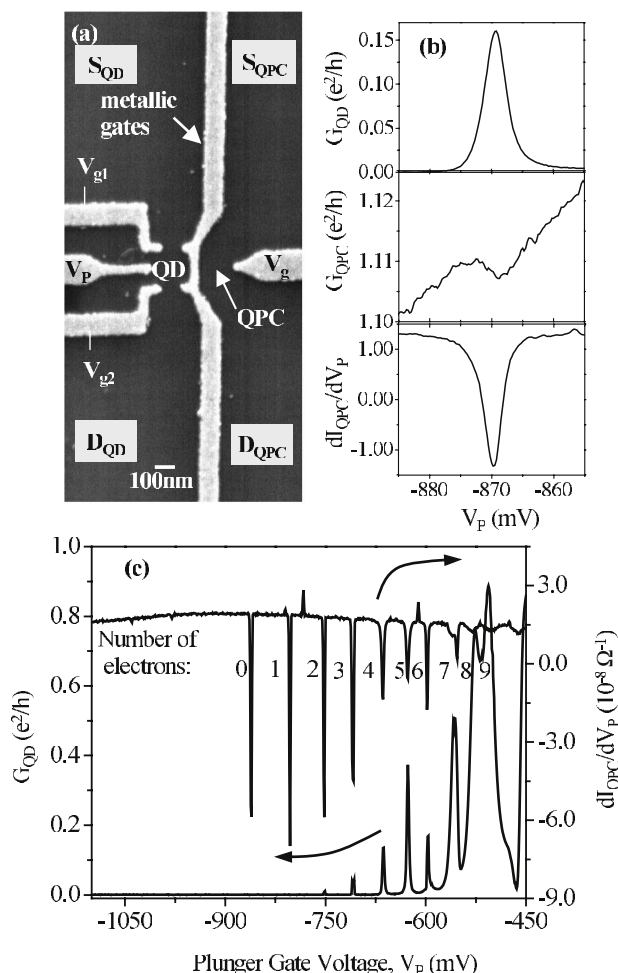 (a)
S_QD
S_QPC
metallic
gates
V_g1
V_P
QD
V_g
QPC
V_g2
D_QD
D_QPC
100nm
(b)
G_QD (e²/h)
0.15
0.10
0.05
0.00
G_QPC (e²/h)
1.12
1.11
1.10
dI_QPC/dV_P
1.00
0.00
-1.00
-880 -870 -860
V_P (mV)
(c)
G_QD (e²/h)
1.0
0.8
0.6
0.4
0.2
0.0
Number of
electrons:
0 1 2 3 4 5 6 7 8 9
3.0
0.0
-3.0
-6.0
-9.0
dI_QPC/dV_P (10⁻⁸ Ω⁻¹)
-1050 -900 -750 -600 -450
Plunger Gate Voltage, V_P (mV)